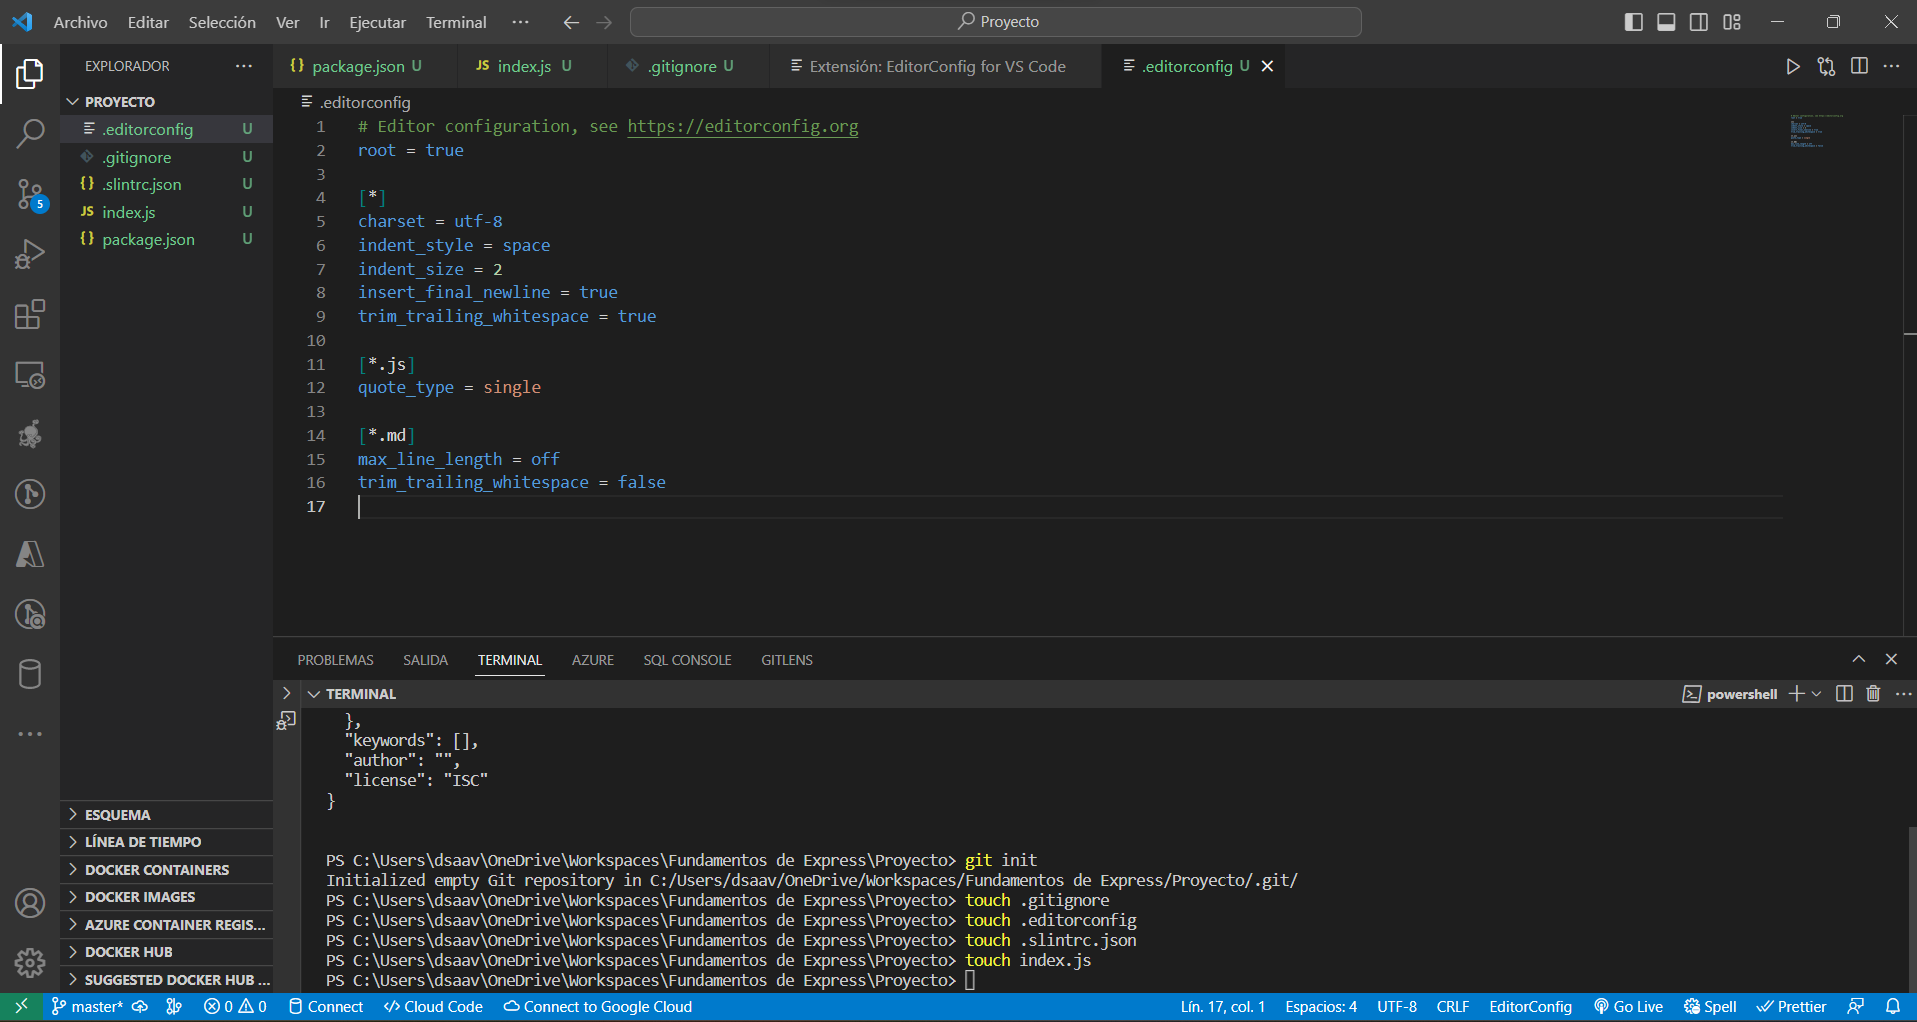 Archivo Editar Selección Ver Ir Ejecutar Terminal ··· Proyecto
EXPLORADOR ···
PROYECTO
.editorconfig U
.gitignore U
.slintrc.json U
index.js U
package.json U
ESQUEMA
LÍNEA DE TIEMPO
DOCKER CONTAINERS
DOCKER IMAGES
AZURE CONTAINER REGIS...
DOCKER HUB
SUGGESTED DOCKER HUB ...
5
{} package.json U JS index.js U .gitignore U Extensión: EditorConfig for VS Code .editorconfig U
.editorconfig
1 # Editor configuration, see https://editorconfig.org
2 root = true
3
4 [*]
5 charset = utf-8
6 indent_style = space
7 indent_size = 2
8 insert_final_newline = true
9 trim_trailing_whitespace = true
10
11 [*.js]
12 quote_type = single
13
14 [*.md]
15 max_line_length = off
16 trim_trailing_whitespace = false
17
PROBLEMAS SALIDA TERMINAL AZURE SQL CONSOLE GITLENS
TERMINAL powershell
},
"keywords": [],
"author": "",
"license": "ISC"
}
PS C:\Users\dsaav\OneDrive\Workspaces\Fundamentos de Express\Proyecto> git init
Initialized empty Git repository in C:/Users/dsaav/OneDrive/Workspaces/Fundamentos de Express/Proyecto/.git/
PS C:\Users\dsaav\OneDrive\Workspaces\Fundamentos de Express\Proyecto> touch .gitignore
PS C:\Users\dsaav\OneDrive\Workspaces\Fundamentos de Express\Proyecto> touch .editorconfig
PS C:\Users\dsaav\OneDrive\Workspaces\Fundamentos de Express\Proyecto> touch .slintrc.json
PS C:\Users\dsaav\OneDrive\Workspaces\Fundamentos de Express\Proyecto> touch index.js
PS C:\Users\dsaav\OneDrive\Workspaces\Fundamentos de Express\Proyecto>
master* 0 0 Connect Cloud Code Connect to Google Cloud Lín. 17, col. 1 Espacios: 4 UTF-8 CRLF EditorConfig Go Live Spell Prettier